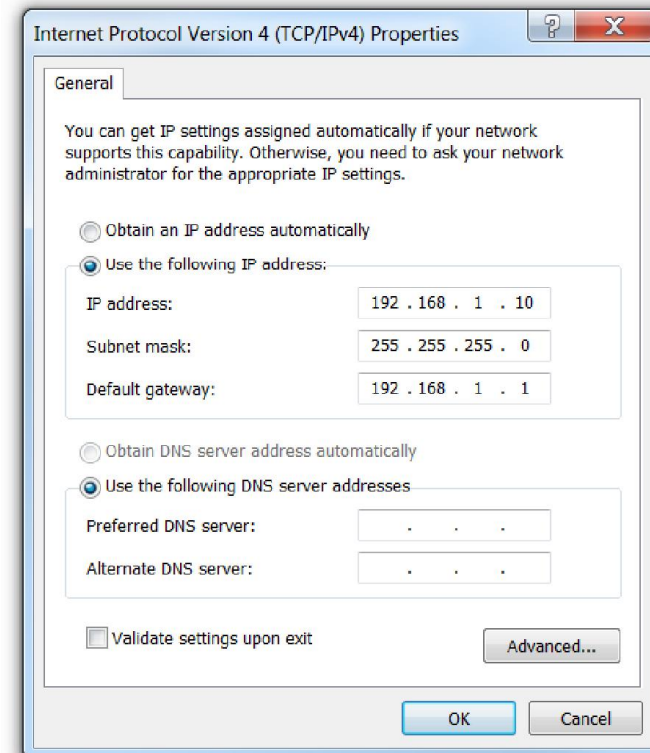 Internet Protocol Version 4 (TCP/IPv4) Properties
General
You can get IP settings assigned automatically if your network
supports this capability. Otherwise, you need to ask your network
administrator for the appropriate IP settings.
Obtain an IP address automatically
Use the following IP address:
IP address: 192 . 168 . 1 . 10
Subnet mask: 255 . 255 . 255 . 0
Default gateway: 192 . 168 . 1 . 1
Obtain DNS server address automatically
Use the following DNS server addresses
Preferred DNS server: . . .
Alternate DNS server: . . .
Validate settings upon exit
Advanced...
OK Cancel